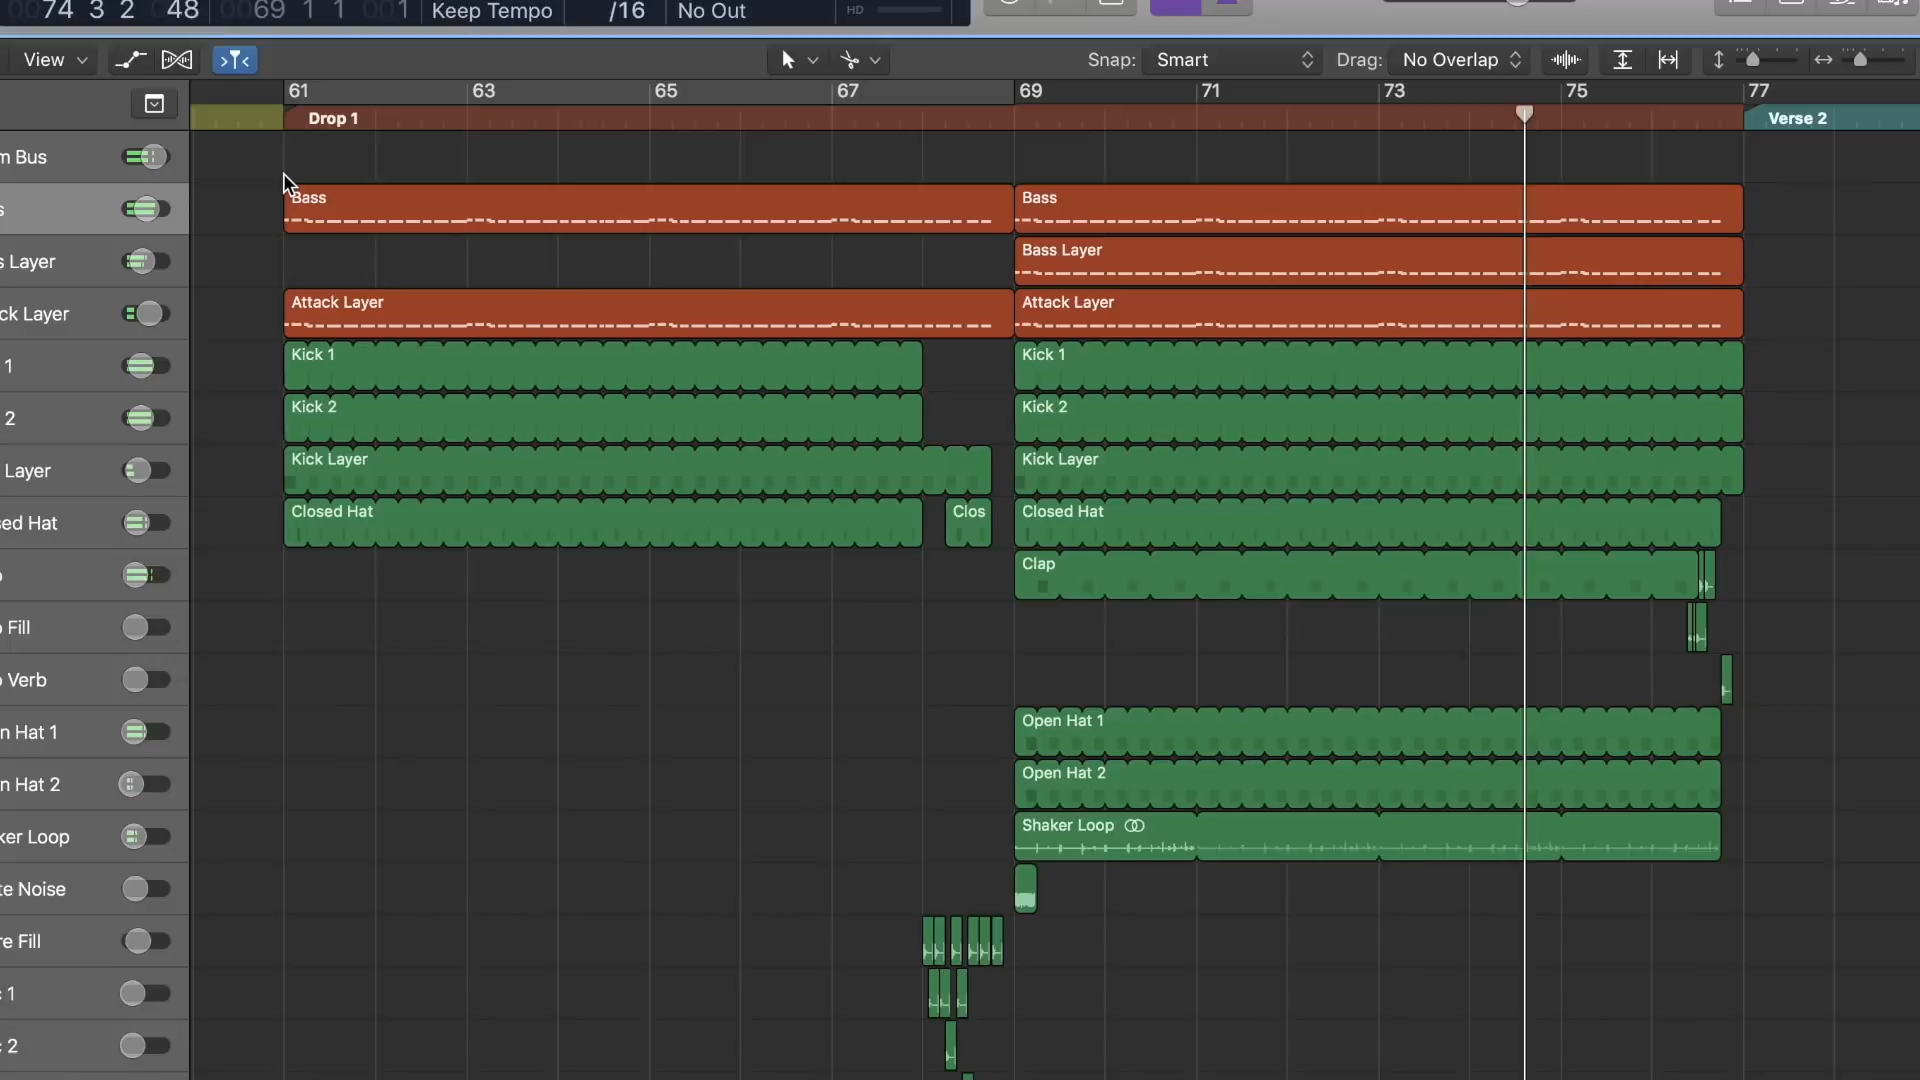 0074 3 2 48
0069 1 1 001
Keep Tempo
/16
No Out
HD
View
Snap: Smart
Drag: No Overlap
61 63 65 67 69 71 73 75 77
Drop 1
Verse 2
m Bus
s
Bass
Bass
s Layer
Bass Layer
ck Layer
Attack Layer
Attack Layer
1
Kick 1
Kick 1
2
Kick 2
Kick 2
Layer
Kick Layer
Kick Layer
sed Hat
Closed Hat
Clos
Closed Hat
Clap
o Fill
o Verb
n Hat 1
Open Hat 1
n Hat 2
Open Hat 2
ker Loop
Shaker Loop
te Noise
re Fill
c 1
c 2